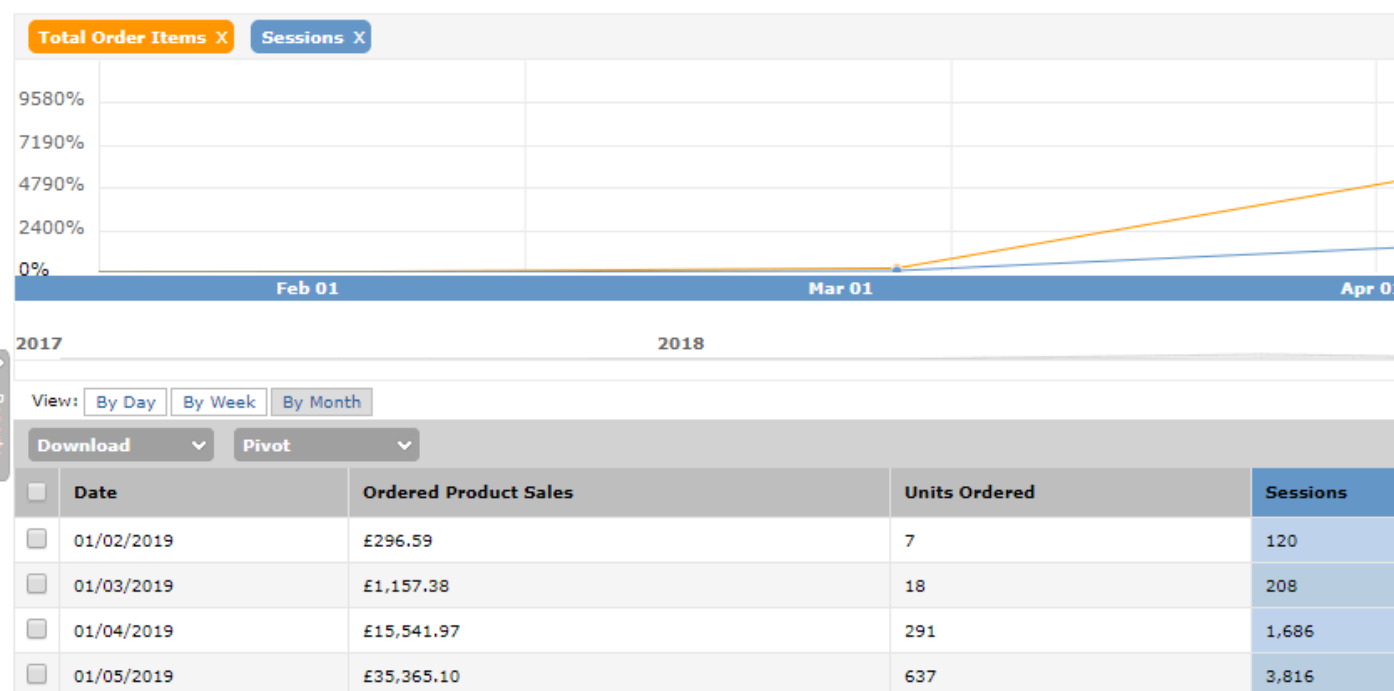 Total Order Items X Sessions X
9580%
7190%
4790%
2400%
0%
Feb 01 Mar 01 Apr
2017 2018
View: By Day By Week By Month
Download Pivot
Date Ordered Product Sales Units Ordered Sessions
01/02/2019 £296.59 7 120
01/03/2019 £1,157.38 18 208
01/04/2019 £15,541.97 291 1,686
01/05/2019 £35,365.10 637 3,816